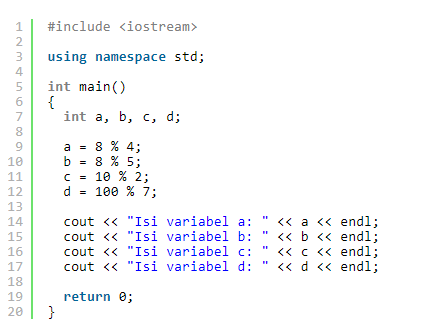 1 #include <iostream>
2
3 using namespace std;
4
5 int main()
6 {
7   int a, b, c, d;
8
9   a = 8 % 4;
10   b = 8 % 5;
11   c = 10 % 2;
12   d = 100 % 7;
13
14   cout << "Isi variabel a: " << a << endl;
15   cout << "Isi variabel b: " << b << endl;
16   cout << "Isi variabel c: " << c << endl;
17   cout << "Isi variabel d: " << d << endl;
18
19   return 0;
20 }